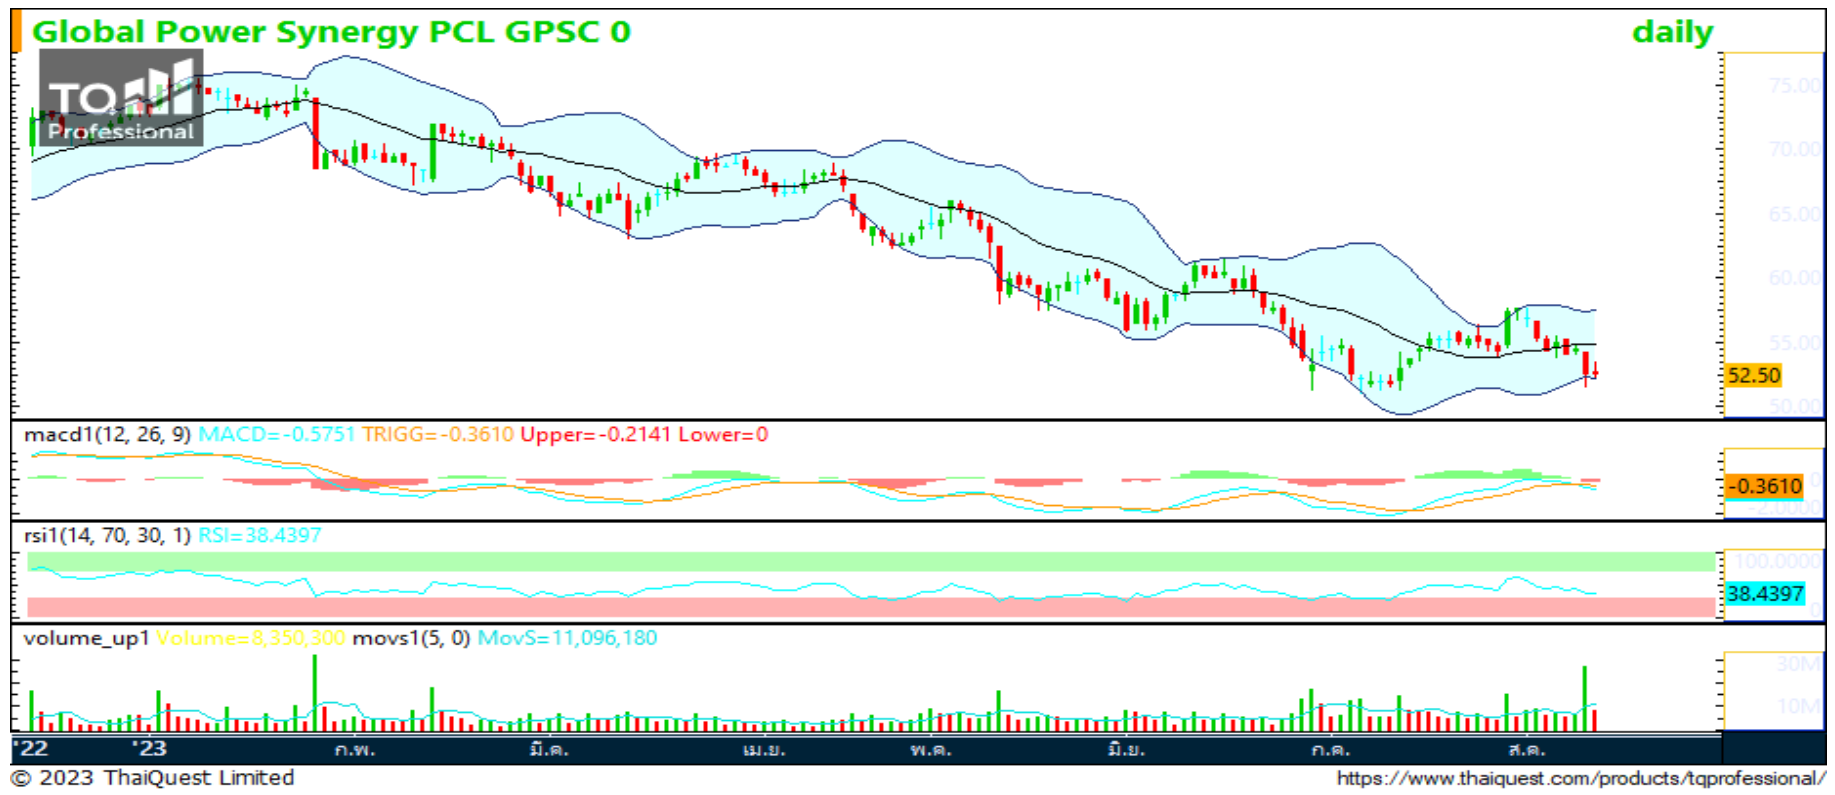 Global Power Synergy PCL GPSC 0
daily
TQ
Professional
75.00
70.00
65.00
60.00
55.00
52.50
50.00
macd1(12, 26, 9) MACD=-0.5751 TRIGG=-0.3610 Upper=-0.2141 Lower=0
-0.3610
-2.0000
rsi1(14, 70, 30, 1) RSI=38.4397
100.0000
38.4397
volume_up1 Volume=8,350,300 movs1(5, 0) MovS=11,096,180
30M
10M
'22 '23 ก.พ. มี.ค. เม.ย. พ.ค. มิ.ย. ก.ค. ส.ค.
© 2023 ThaiQuest Limited
https://www.thaiquest.com/products/tqprofessional/